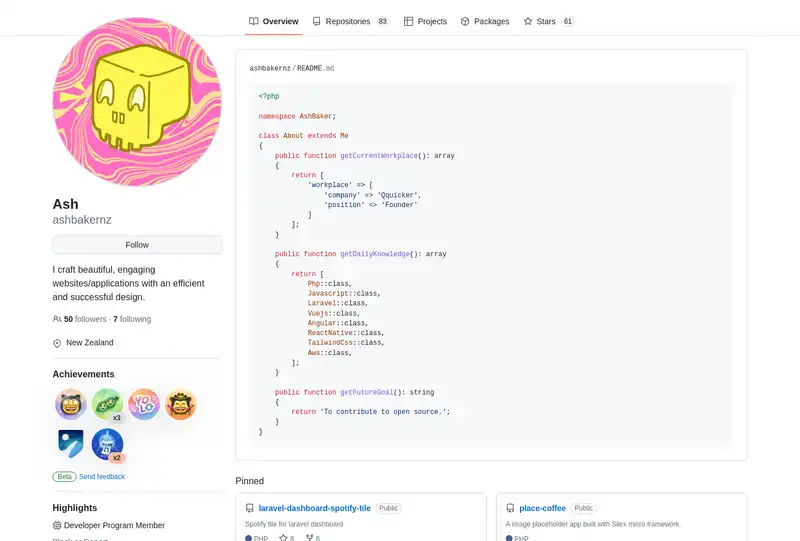 Overview
Repositories 83
Projects
Packages
Stars 61
Ash
ashbakernz
Follow
I craft beautiful, engaging
websites/applications with an efficient
and successful design.
50 followers · 7 following
New Zealand
Achievements
YOLO
x3
x2
Beta Send feedback
Highlights
Developer Program Member
Block or Report
ashbakernz / README.md
<?php
namespace AshBaker;
class About extends Me
{
    public function getCurrentWorkplace(): array
    {
        return [
            'workplace' => [
                'company' => 'Qquicker',
                'position' => 'Founder'
            ]
        ];
    }
    public function getDailyKnowledge(): array
    {
        return [
            Php::class,
            Javascript::class,
            Laravel::class,
            Vuejs::class,
            Angular::class,
            ReactNative::class,
            TailwindCss::class,
            Aws::class,
        ];
    }
    public function getFutureGoal(): string
    {
        return 'To contribute to open source.';
    }
}
Pinned
laravel-dashboard-spotify-tile Public
Spotify tile for laravel dashboard
PHP 8 8
place-coffee Public
A image placeholder app built with Silex micro framework.
PHP